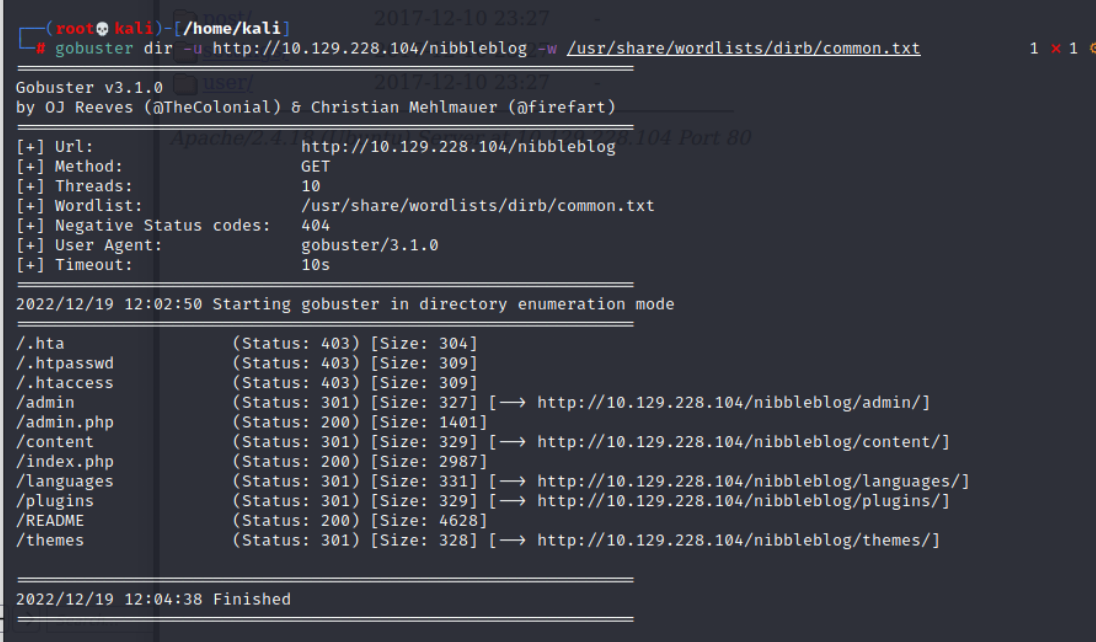 ┌──(root💀kali)-[/home/kali]
└─# gobuster dir -u http://10.129.228.104/nibbleblog -w /usr/share/wordlists/dirb/common.txt 1 ⨯ 1 ⚙
===============================================================
Gobuster v3.1.0
by OJ Reeves (@TheColonial) & Christian Mehlmauer (@firefart)
===============================================================
[+] Url: http://10.129.228.104/nibbleblog
[+] Method: GET
[+] Threads: 10
[+] Wordlist: /usr/share/wordlists/dirb/common.txt
[+] Negative Status codes: 404
[+] User Agent: gobuster/3.1.0
[+] Timeout: 10s
===============================================================
2022/12/19 12:02:50 Starting gobuster in directory enumeration mode
===============================================================
/.hta (Status: 403) [Size: 304]
/.htpasswd (Status: 403) [Size: 309]
/.htaccess (Status: 403) [Size: 309]
/admin (Status: 301) [Size: 327] [--> http://10.129.228.104/nibbleblog/admin/]
/admin.php (Status: 200) [Size: 1401]
/content (Status: 301) [Size: 329] [--> http://10.129.228.104/nibbleblog/content/]
/index.php (Status: 200) [Size: 2987]
/languages (Status: 301) [Size: 331] [--> http://10.129.228.104/nibbleblog/languages/]
/plugins (Status: 301) [Size: 329] [--> http://10.129.228.104/nibbleblog/plugins/]
/README (Status: 200) [Size: 4628]
/themes (Status: 301) [Size: 328] [--> http://10.129.228.104/nibbleblog/themes/]
===============================================================
2022/12/19 12:04:38 Finished
===============================================================
post/ 2017-12-10 23:27 -
user/ 2017-12-10 23:27 -
Apache/2.4.18 (Ubuntu) Server at 10.129.228.104 Port 80